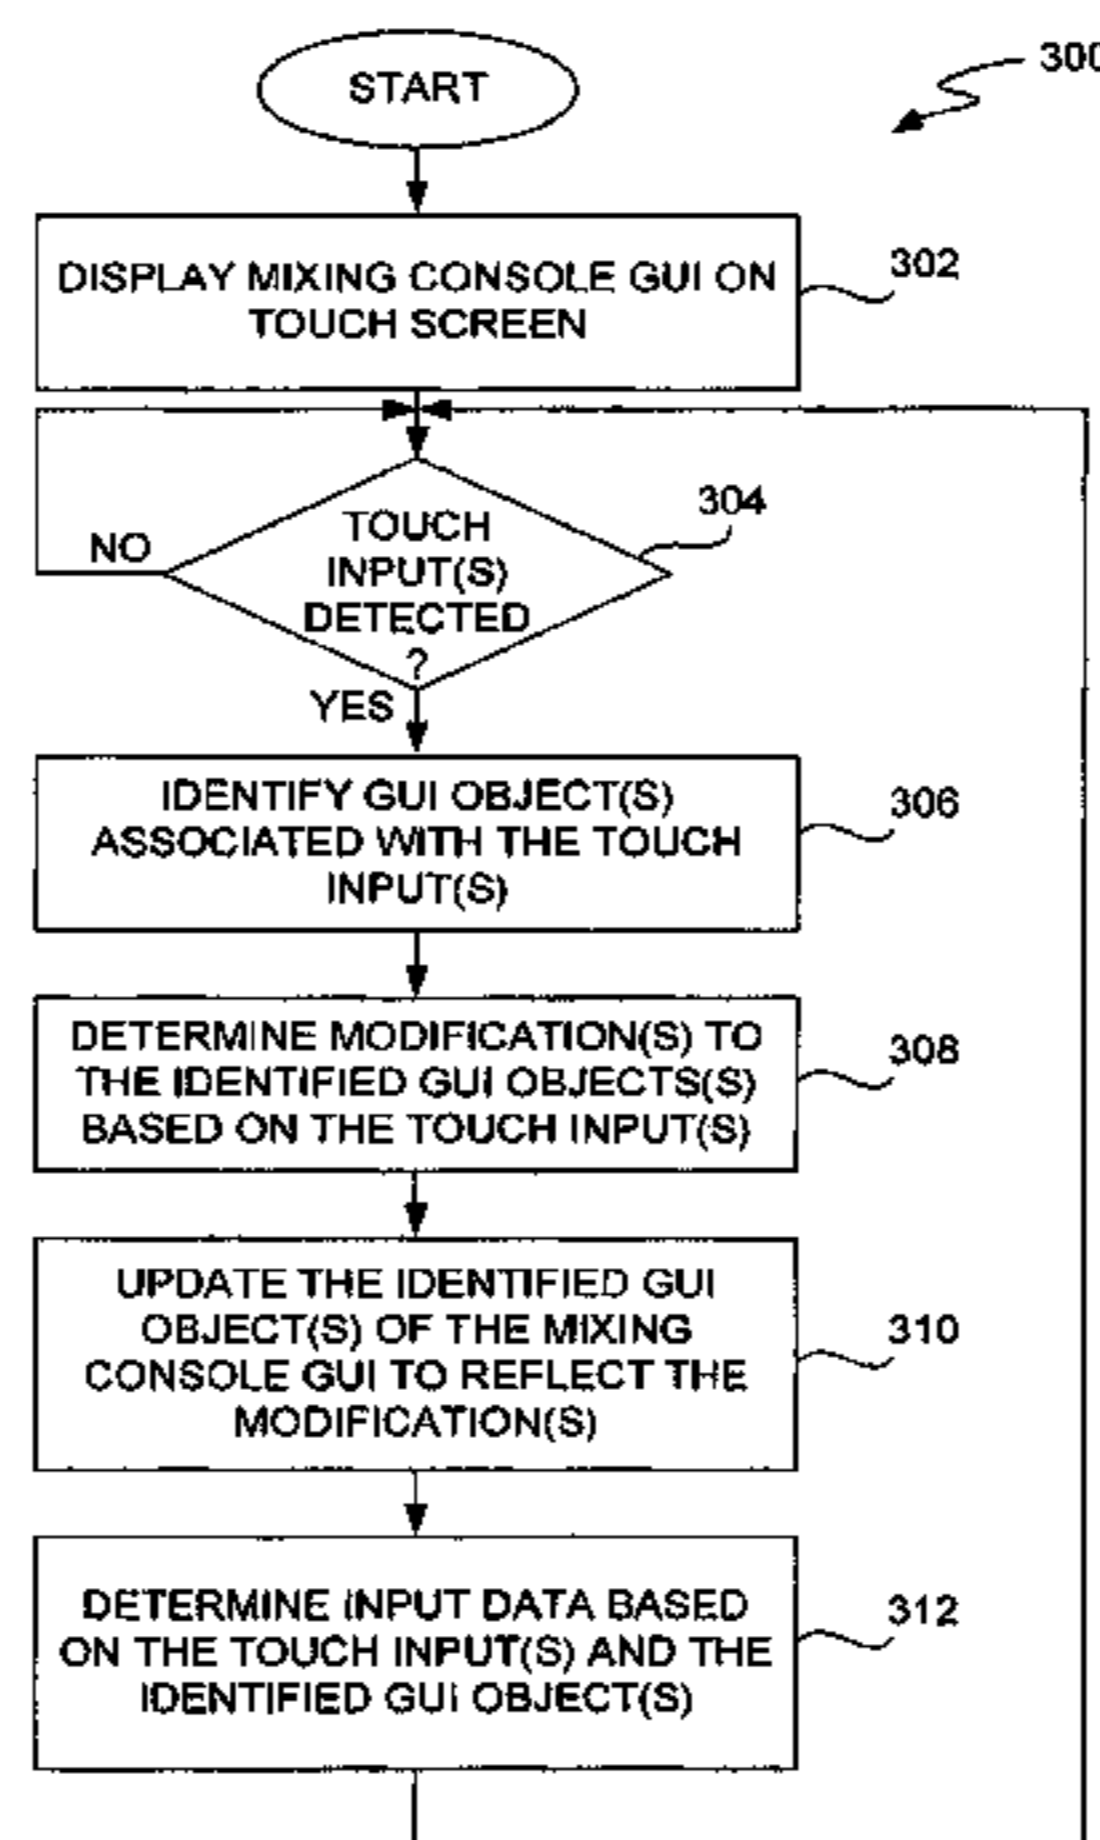 START
300
DISPLAY MIXING CONSOLE GUI ON
TOUCH SCREEN
302
TOUCH
INPUT(S)
DETECTED
?
304
NO
YES
IDENTIFY GUI OBJECT(S)
ASSOCIATED WITH THE TOUCH
INPUT(S)
306
DETERMINE MODIFICATION(S) TO
THE IDENTIFIED GUI OBJECTS(S)
BASED ON THE TOUCH INPUT(S)
308
UPDATE THE IDENTIFIED GUI
OBJECT(S) OF THE MIXING
CONSOLE GUI TO REFLECT THE
MODIFICATION(S)
310
DETERMINE INPUT DATA BASED
ON THE TOUCH INPUT(S) AND THE
IDENTIFIED GUI OBJECT(S)
312